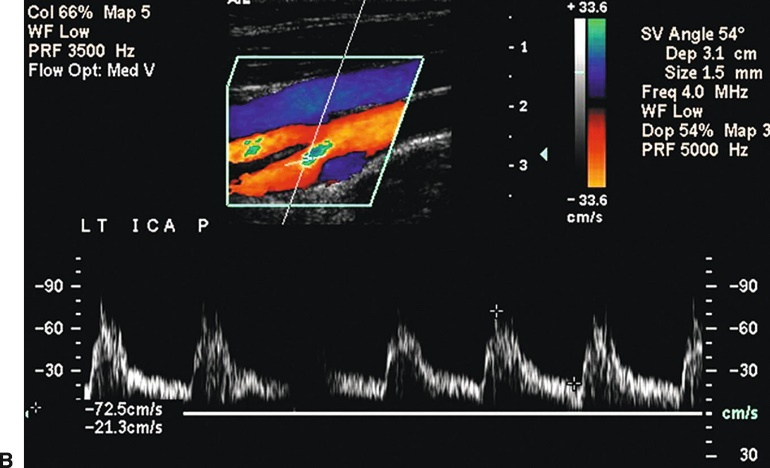 Col 66% Map 5
WF Low
PRF 3500 Hz
Flow Opt: Med V
- 1
- 2
- 3
+ 33.6
- 33.6
cm/s
SV Angle 54°
Dep 3.1 cm
Size 1.5 mm
Freq 4.0 MHz
WF Low
Dop 54% Map 3
PRF 5000 Hz
LT ICA P
-90
-60
-30
-90
-60
-30
cm/s
30
-72.5cm/s
-21.3cm/s
B